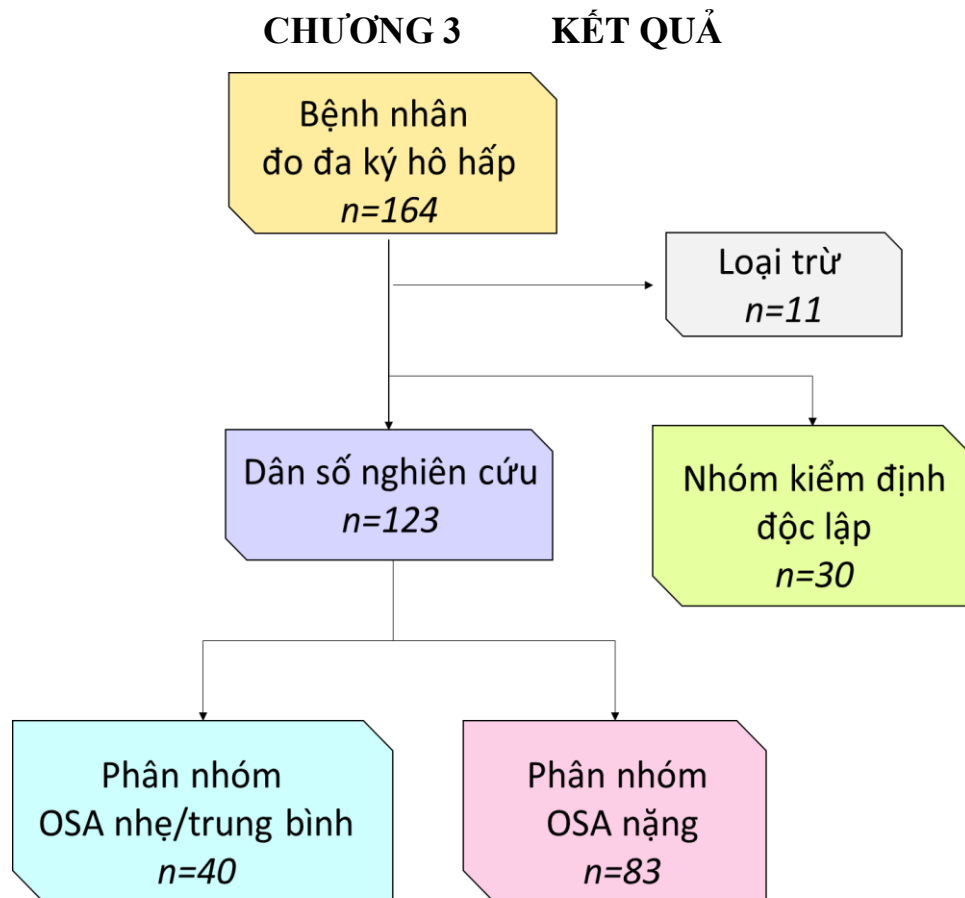 CHƯƠNG 3 KẾT QUẢ
Bệnh nhân
đo đa ký hô hấp
n=164
Loại trừ
n=11
Dân số nghiên cứu
n=123
Nhóm kiểm định
độc lập
n=30
Phân nhóm
OSA nhẹ/trung bình
n=40
Phân nhóm
OSA nặng
n=83